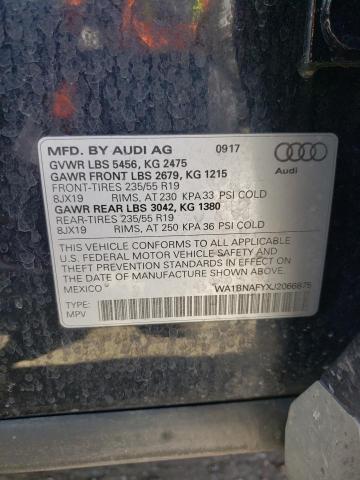 MFD. BY AUDI AG 09'17
GVWR LBS 5456, KG 2475
GAWR FRONT LBS 2679, KG 1215
FRONT-TIRES 235/55 R19
8JX19 RIMS, AT 230 KPA 33 PSI COLD
GAWR REAR LBS 3042, KG 1380
REAR-TIRES 235/55 R19
8JX19 RIMS, AT 250 KPA 36 PSI COLD
Audi
THIS VEHICLE CONFORMS TO ALL APPLICABLE
U.S. FEDERAL MOTOR VEHICLE SAFETY AND
THEFT PREVENTION STANDARDS IN EFFECT ON
THE DATE OF MANUFACTURE SHOWN ABOVE.
MEXICO WA1BNAFYXJ2066875
TYPE:
MPV